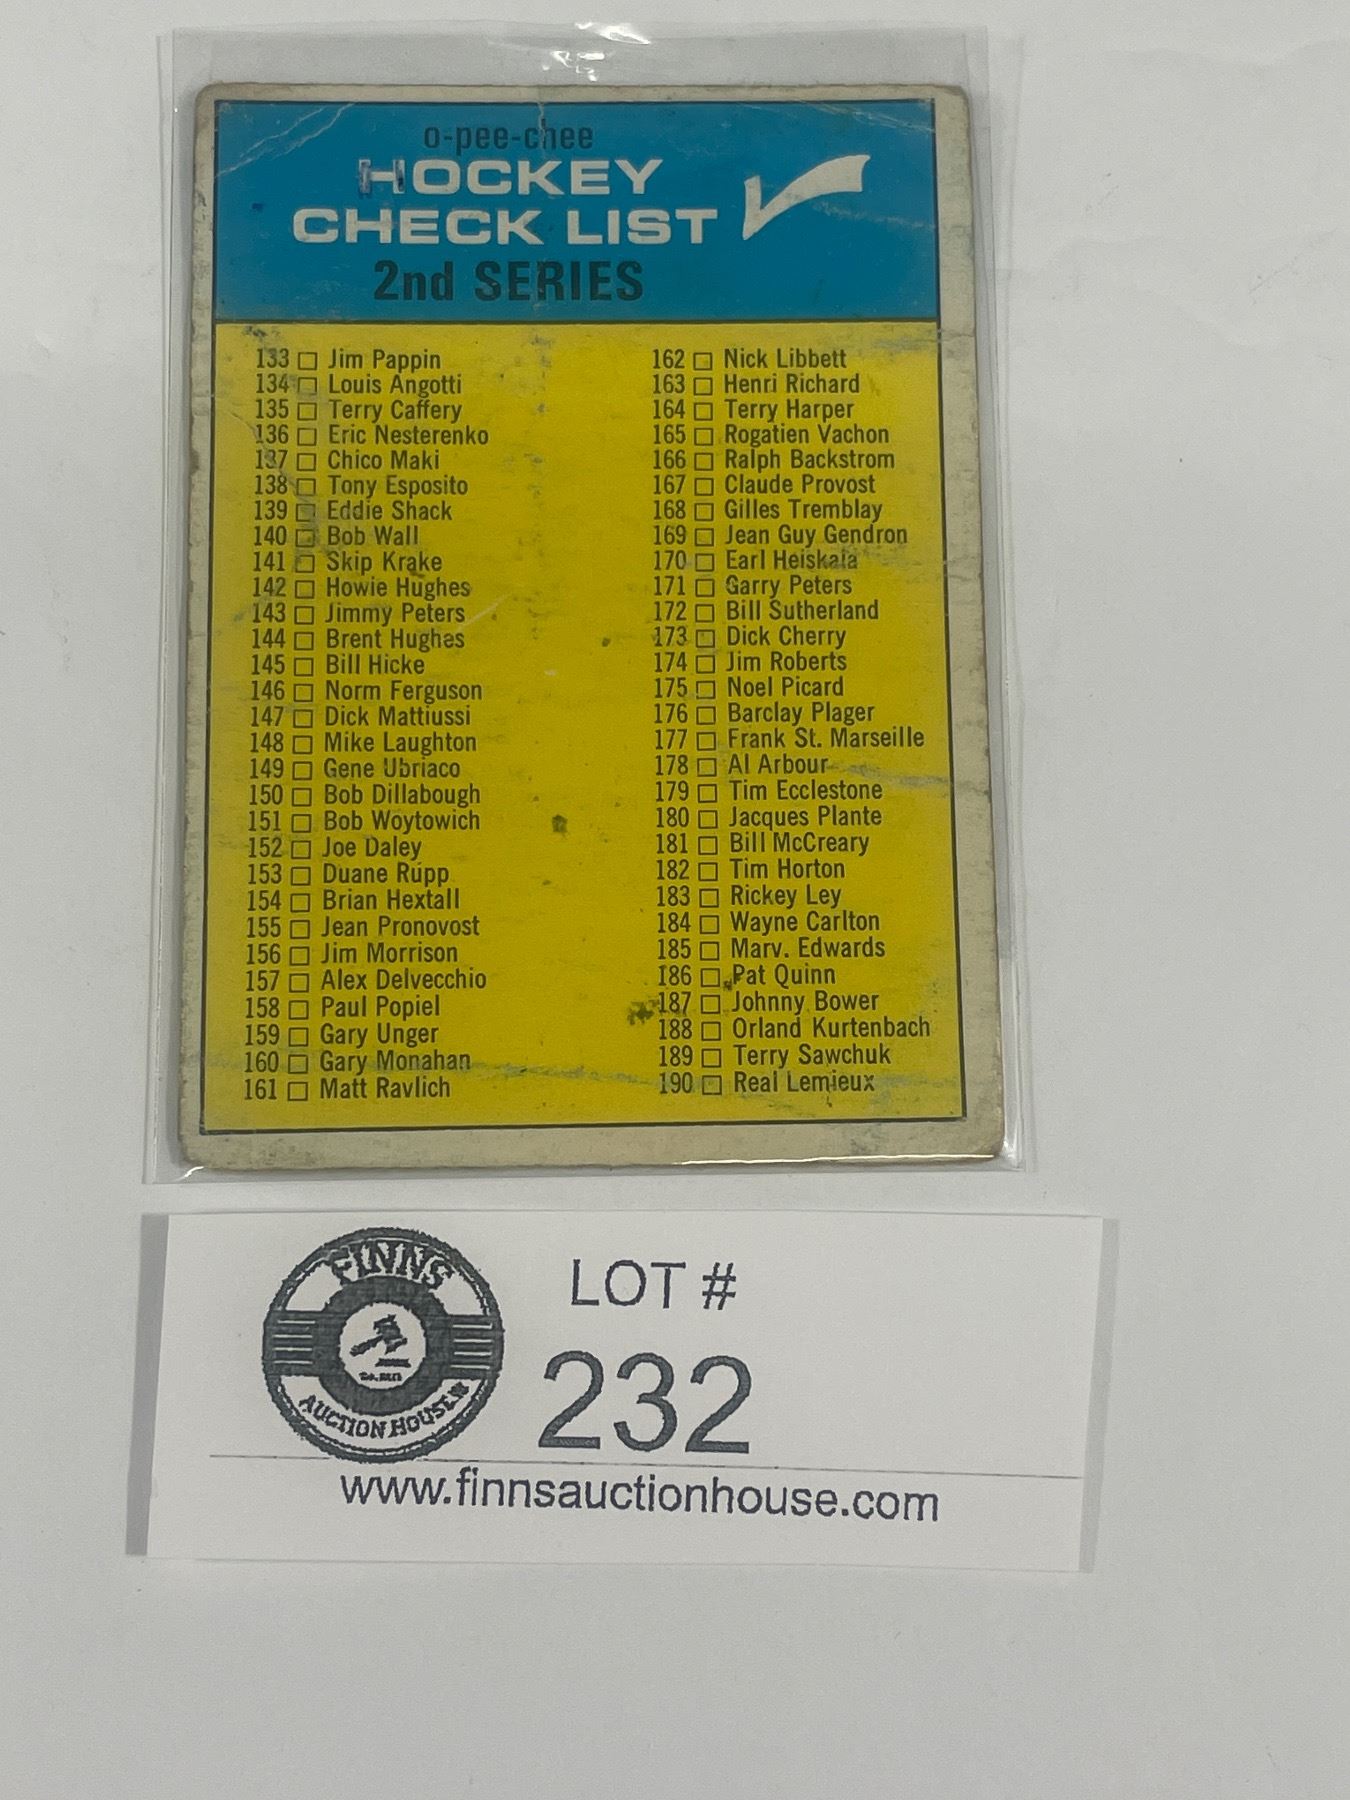 o-pee-chee
HOCKEY
CHECK LIST
2nd SERIES
133 Jim Pappin
134 Louis Angotti
135 Terry Caffery
136 Eric Nesterenko
137 Chico Maki
138 Tony Esposito
139 Eddie Shack
140 Bob Wall
141 Skip Krake
142 Howie Hughes
143 Jimmy Peters
144 Brent Hughes
145 Bill Hicke
146 Norm Ferguson
147 Dick Mattiussi
148 Mike Laughton
149 Gene Ubriaco
150 Bob Dillabough
151 Bob Woytowich
152 Joe Daley
153 Duane Rupp
154 Brian Hextall
155 Jean Pronovost
156 Jim Morrison
157 Alex Delvecchio
158 Paul Popiel
159 Gary Unger
160 Gary Monahan
161 Matt Ravlich
162 Nick Libbett
163 Henri Richard
164 Terry Harper
165 Rogatien Vachon
166 Ralph Backstrom
167 Claude Provost
168 Gilles Tremblay
169 Jean Guy Gendron
170 Earl Heiskala
171 Garry Peters
172 Bill Sutherland
173 Dick Cherry
174 Jim Roberts
175 Noel Picard
176 Barclay Plager
177 Frank St. Marseille
178 Al Arbour
179 Tim Ecclestone
180 Jacques Plante
181 Bill McCreary
182 Tim Horton
183 Rickey Ley
184 Wayne Carlton
185 Marv. Edwards
186 Pat Quinn
187 Johnny Bower
188 Orland Kurtenbach
189 Terry Sawchuk
190 Real Lemieux
FINNS
AUCTION HOUSE
LOT #
232
www.finnsauctionhouse.com